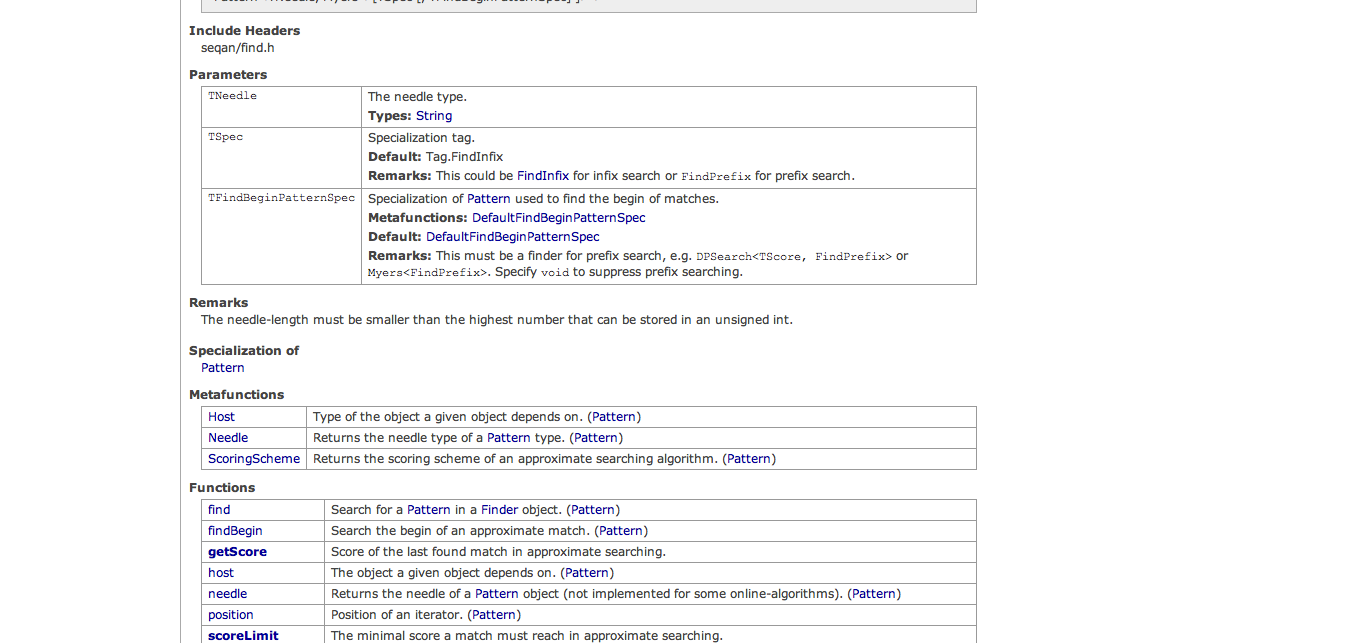 Include Headers
seqan/find.h
Parameters
TNeedle The needle type.
Types: String
TSpec Specialization tag.
Default: Tag.FindInfix
Remarks: This could be FindInfix for infix search or FindPrefix for prefix search.
TFindBeginPatternSpec Specialization of Pattern used to find the begin of matches.
Metafunctions: DefaultFindBeginPatternSpec
Default: DefaultFindBeginPatternSpec
Remarks: This must be a finder for prefix search, e.g. DPSearch<TScore, FindPrefix> or
Myers<FindPrefix>. Specify void to suppress prefix searching.
Remarks
The needle-length must be smaller than the highest number that can be stored in an unsigned int.
Specialization of
Pattern
Metafunctions
Host Type of the object a given object depends on. (Pattern)
Needle Returns the needle type of a Pattern type. (Pattern)
ScoringScheme Returns the scoring scheme of an approximate searching algorithm. (Pattern)
Functions
find Search for a Pattern in a Finder object. (Pattern)
findBegin Search the begin of an approximate match. (Pattern)
getScore Score of the last found match in approximate searching.
host The object a given object depends on. (Pattern)
needle Returns the needle of a Pattern object (not implemented for some online-algorithms). (Pattern)
position Position of an iterator. (Pattern)
scoreLimit The minimal score a match must reach in approximate searching.